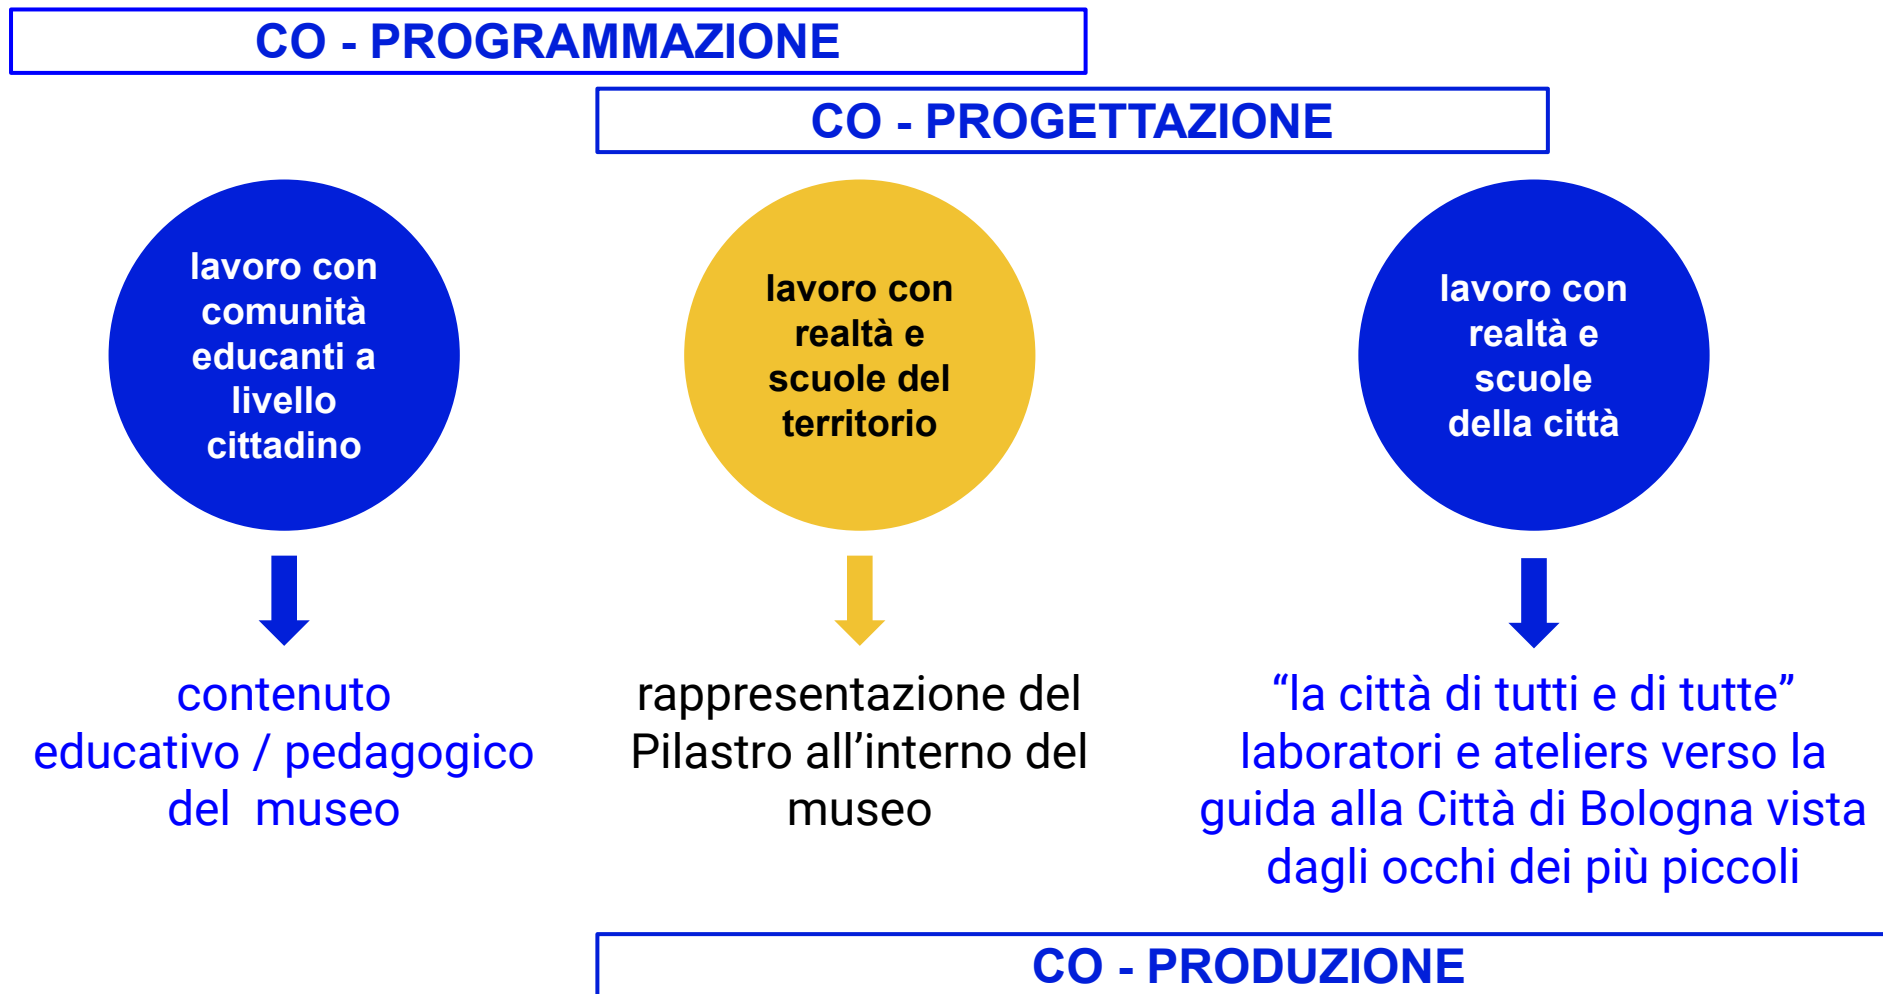 CO - PROGRAMMAZIONE
CO - PROGETTAZIONE
lavoro con
comunità
educanti a
livello
cittadino
lavoro con
realtà e
scuole del
territorio
lavoro con
realtà e
scuole
della città
contenuto
educativo / pedagogico
del museo
rappresentazione del
Pilastro all’interno del
museo
“la città di tutti e di tutte”
laboratori e ateliers verso la
guida alla Città di Bologna vista
dagli occhi dei più piccoli
CO - PRODUZIONE